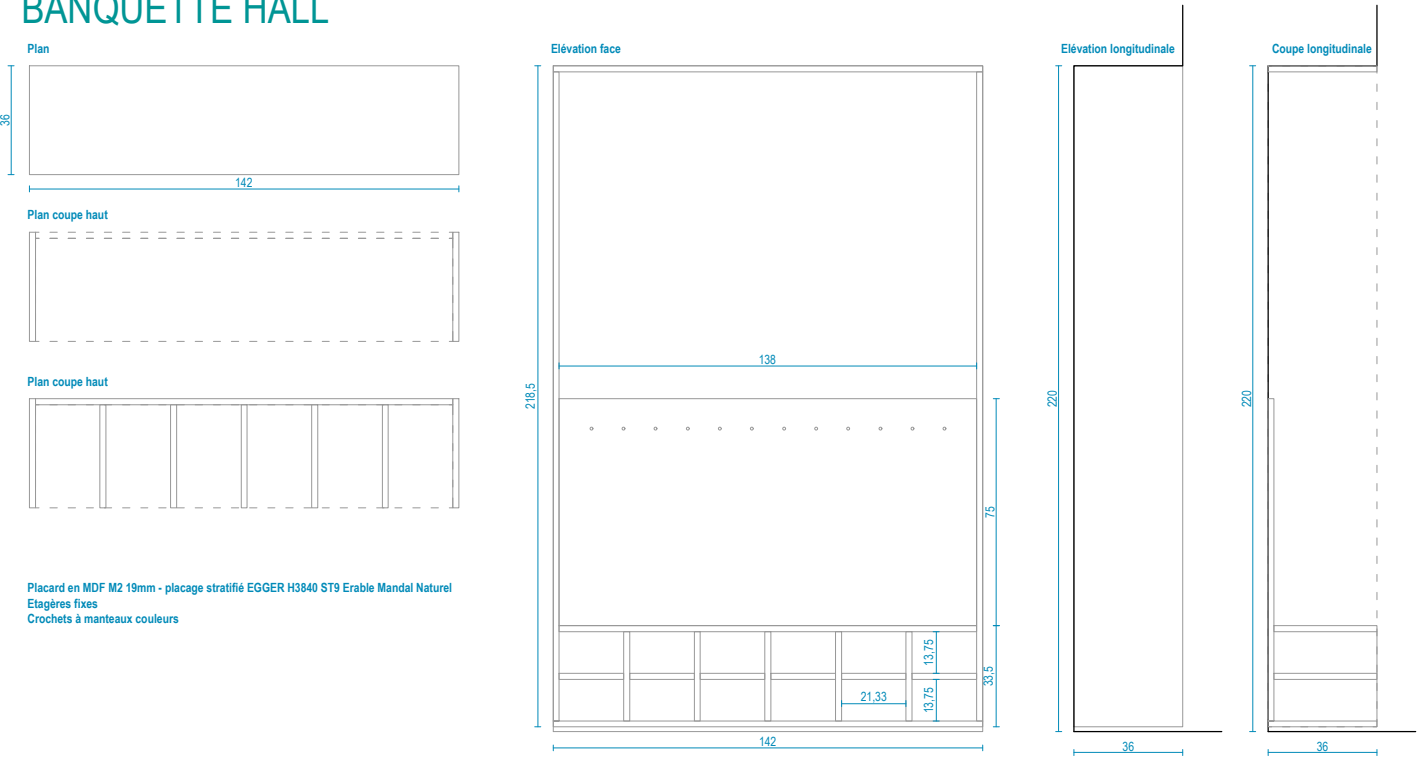 BANQUETTE HALL
Plan
36
142
Plan coupe haut
Plan coupe haut
Placard en MDF M2 19mm - placage stratifié EGGER H3840 ST9 Erable Mandal Naturel
Etagères fixes
Crochets à manteaux couleurs
Elévation face
218,5
138
75
33,5
13,75
13,75
21,33
142
Elévation longitudinale
220
36
Coupe longitudinale
220
36